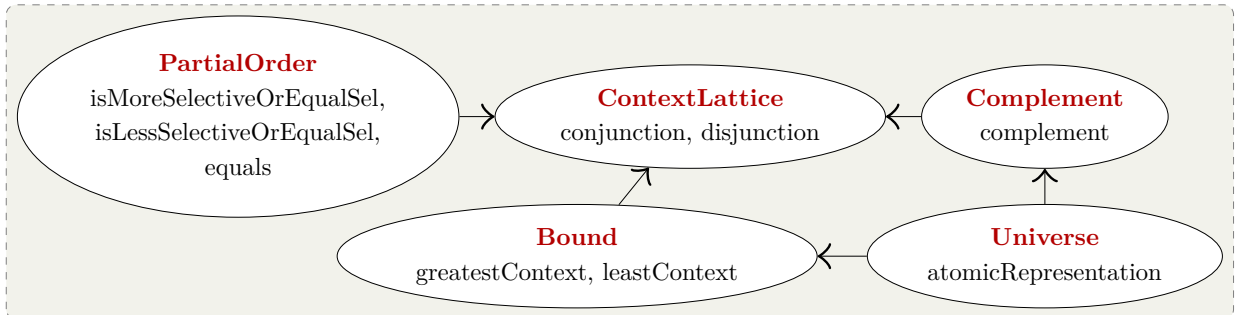 PartialOrder
isMoreSelectiveOrEqualSel,
isLessSelectiveOrEqualSel,
equals
ContextLattice
conjunction, disjunction
Complement
complement
Bound
greatestContext, leastContext
Universe
atomicRepresentation